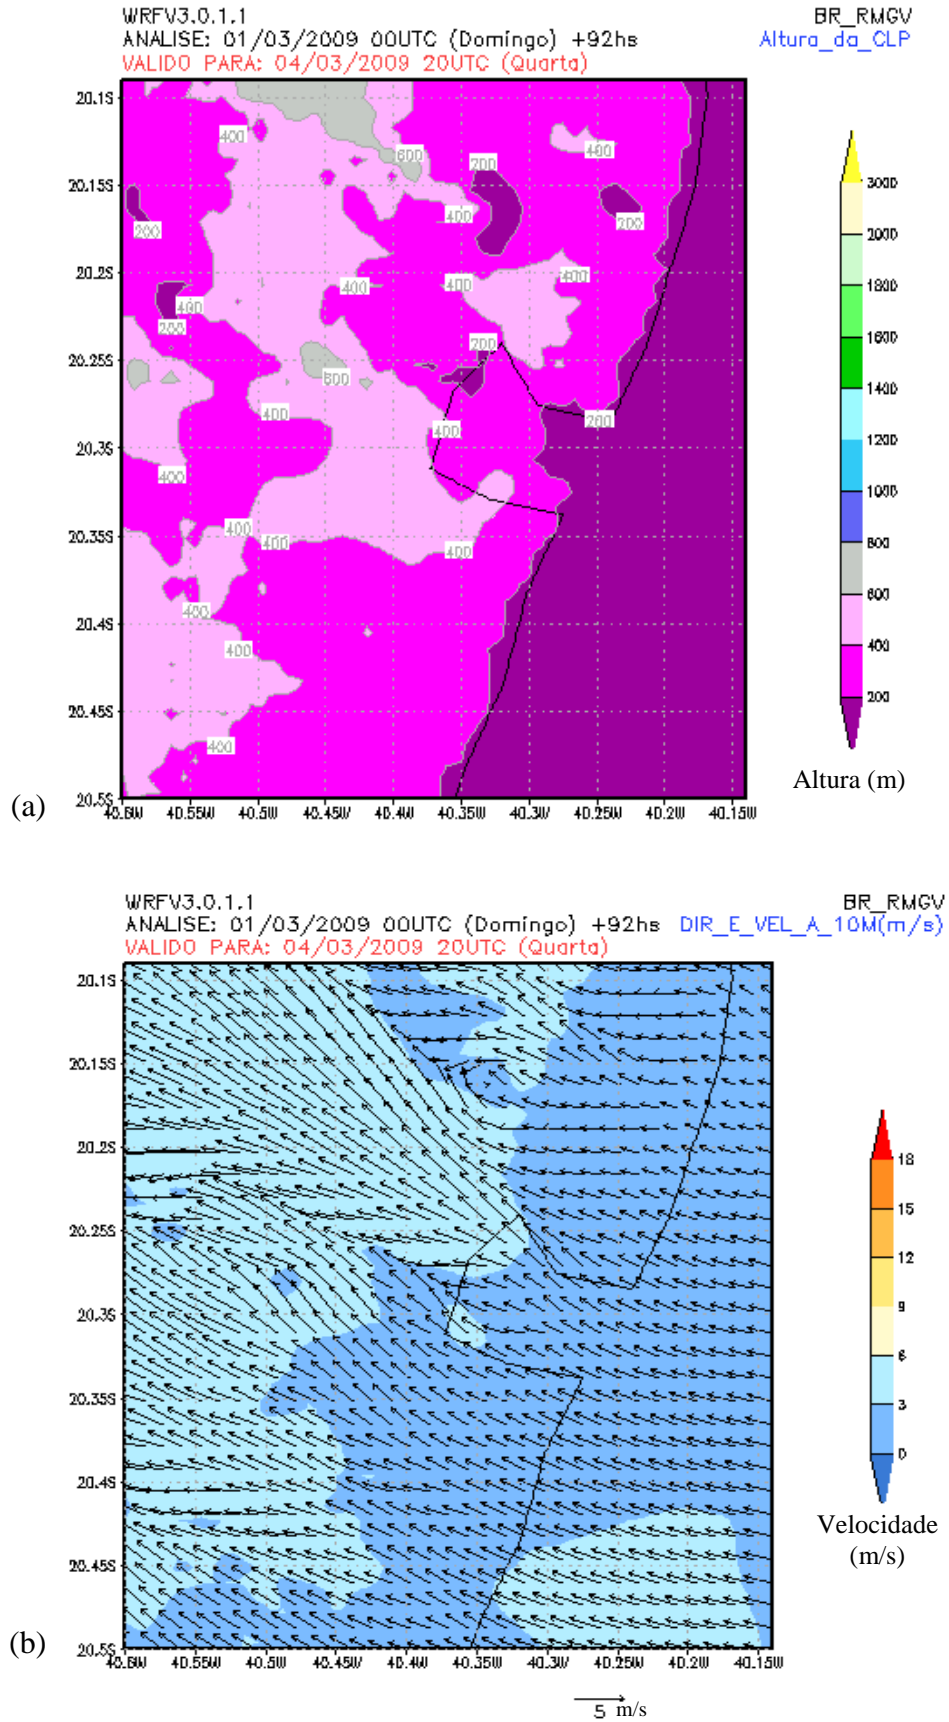 WRFV3.0.1.1 BR_RMGV
ANALISE: 01/03/2009 00UTC (Domingo) +92hs Altura_da_CLP
VALIDO PARA: 04/03/2009 20UTC (Quarta)
20.1S
20.15S
20.2S
20.25S
20.3S
20.35S
20.4S
20.45S
20.5S
40.6W 40.55W 40.5W 40.45W 40.4W 40.35W 40.3W 40.25W 40.2W 40.15W
400
600
200
400
400
200
200
400
400
400
400
200
200
600
400
400
200
400
400
400
400
400
400
400
3000
2000
1800
1600
1400
1200
1000
800
600
400
200
Altura (m)
(a)
WRFV3.0.1.1 BR_RMGV
ANALISE: 01/03/2009 00UTC (Domingo) +92hs DIR_E_VEL_A_10M(m/s)
VALIDO PARA: 04/03/2009 20UTC (Quarta)
20.1S
20.15S
20.2S
20.25S
20.3S
20.35S
20.4S
20.45S
20.5S
40.6W 40.55W 40.5W 40.45W 40.4W 40.35W 40.3W 40.25W 40.2W 40.15W
18
15
12
9
6
3
0
Velocidade
(m/s)
(b)
5 m/s